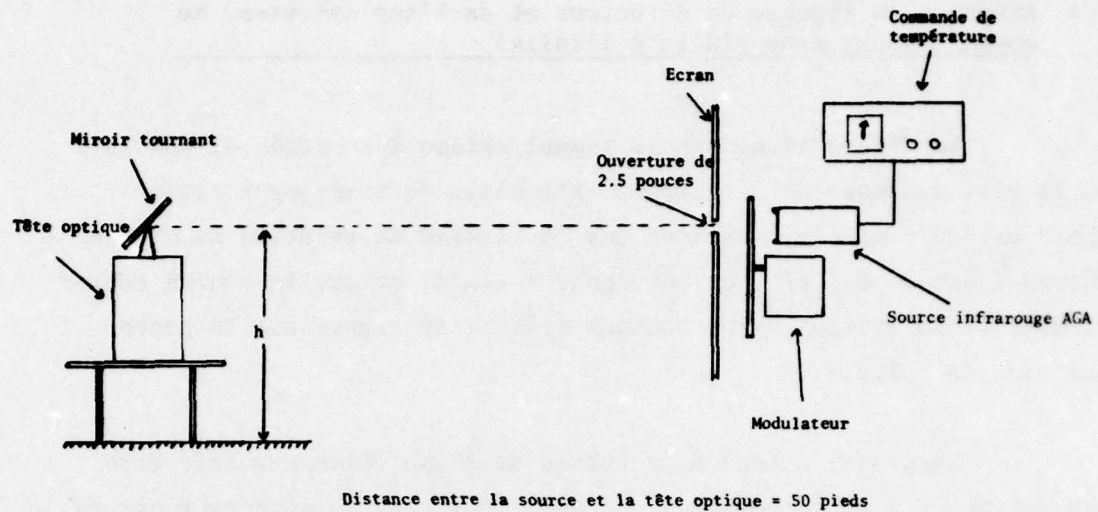 Commande de
température
Ecran
Miroir tournant
Ouverture de
2.5 pouces
Tête optique
h
Source infrarouge AGA
Modulateur
Distance entre la source et la tête optique = 50 pieds